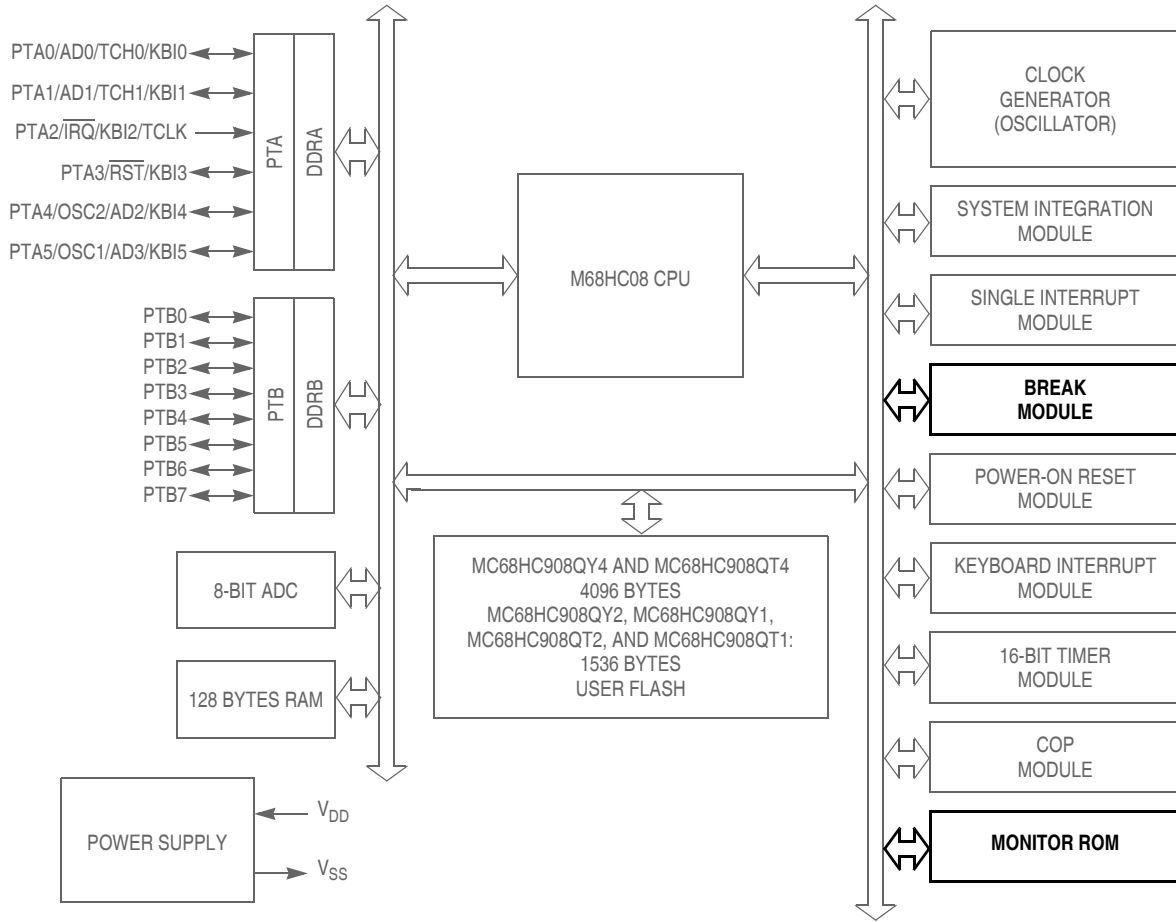 PTA0/AD0/TCH0/KBI0
PTA1/AD1/TCH1/KBI1
PTA2/I̅R̅Q̅/KBI2/TCLK
PTA3/R̅S̅T̅/KBI3
PTA4/OSC2/AD2/KBI4
PTA5/OSC1/AD3/KBI5
PTA
DDRA
PTB0
PTB1
PTB2
PTB3
PTB4
PTB5
PTB6
PTB7
PTB
DDRB
8-BIT ADC
128 BYTES RAM
POWER SUPPLY
VDD
VSS
M68HC08 CPU
MC68HC908QY4 AND MC68HC908QT4
4096 BYTES
MC68HC908QY2, MC68HC908QY1,
MC68HC908QT2, AND MC68HC908QT1:
1536 BYTES
USER FLASH
CLOCK
GENERATOR
(OSCILLATOR)
SYSTEM INTEGRATION
MODULE
SINGLE INTERRUPT
MODULE
BREAK
MODULE
POWER-ON RESET
MODULE
KEYBOARD INTERRUPT
MODULE
16-BIT TIMER
MODULE
COP
MODULE
MONITOR ROM